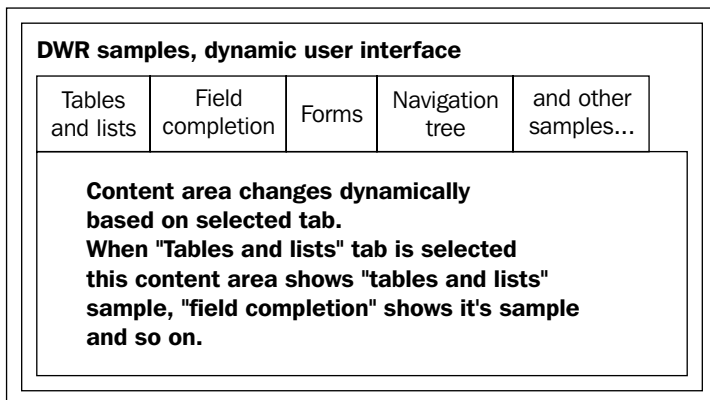 DWR samples, dynamic user interface
Tables
and lists
Field
completion
Forms
Navigation
tree
and other
samples...
Content area changes dynamically
based on selected tab.
When "Tables and lists" tab is selected
this content area shows "tables and lists"
sample, "field completion" shows it's sample
and so on.